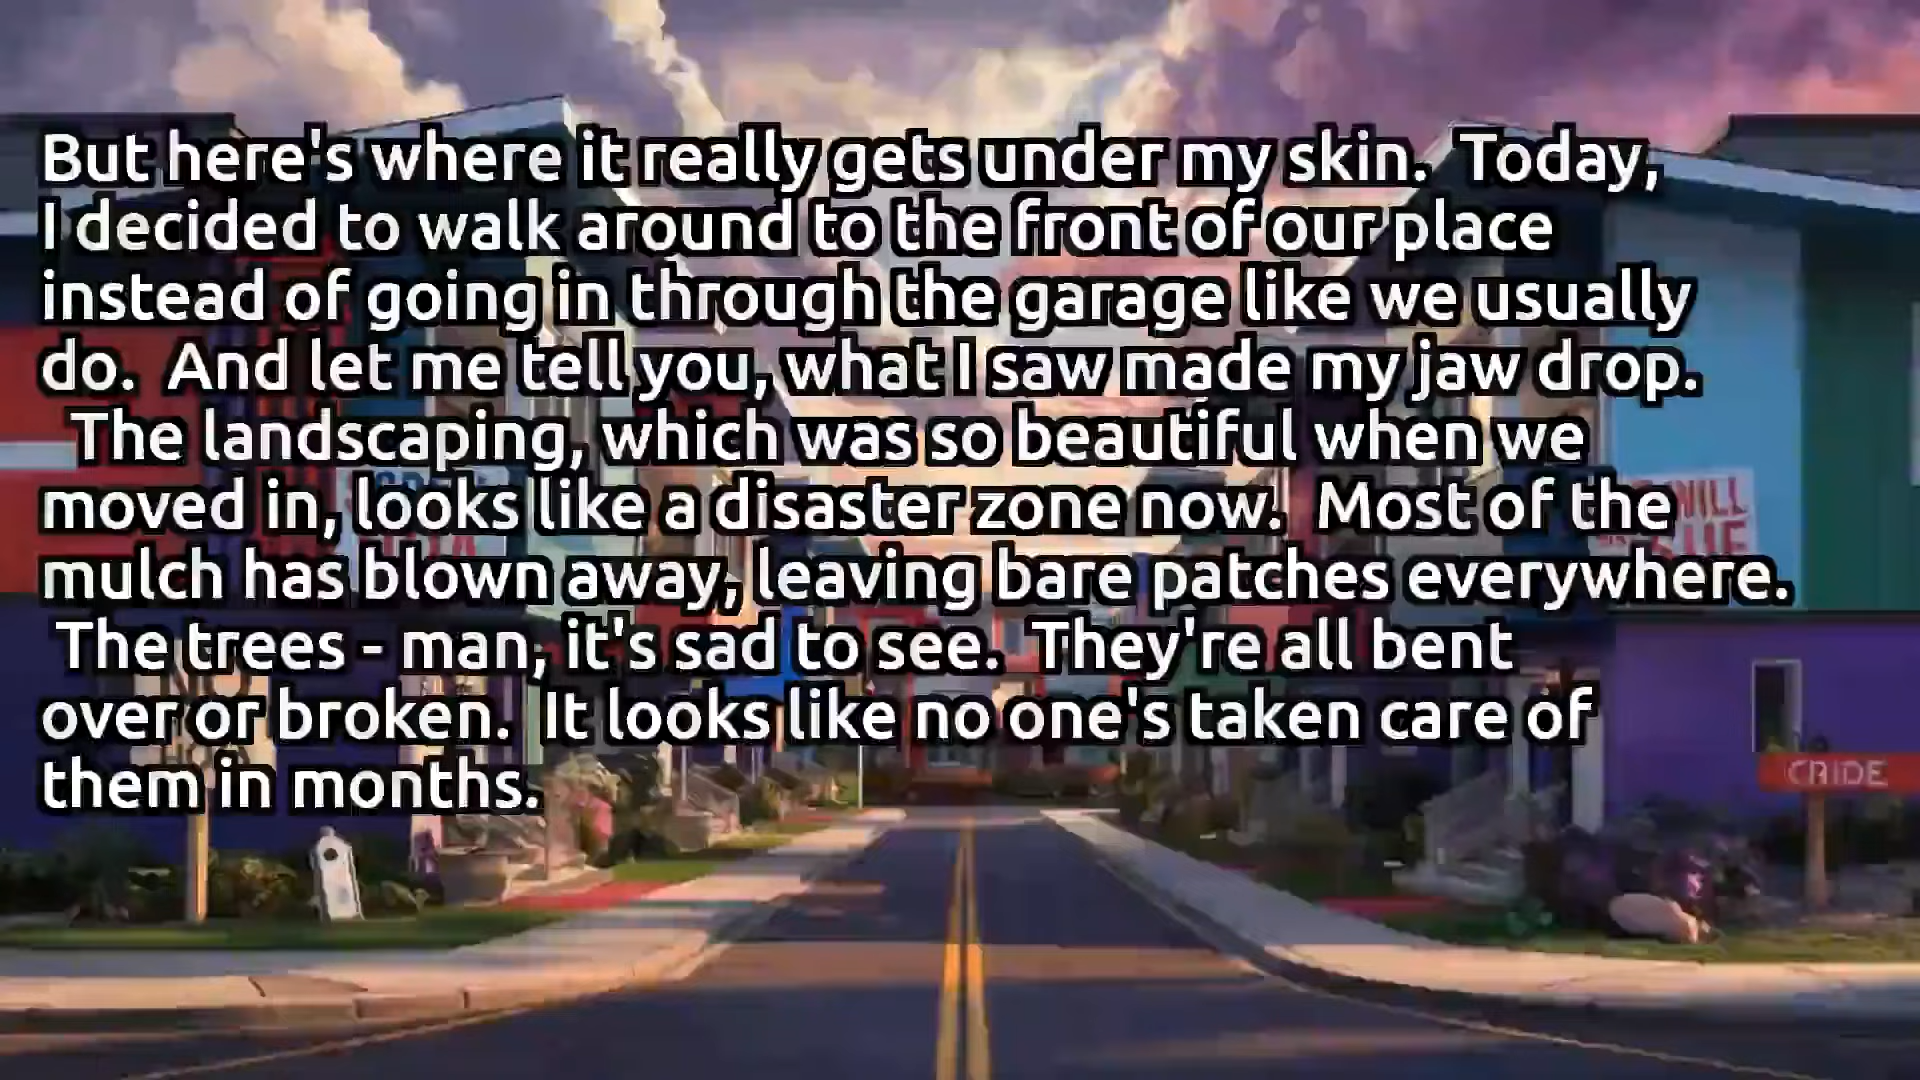 But here's where it really gets under my skin.  Today,
I decided to walk around to the front of our place
instead of going in through the garage like we usually
do.  And let me tell you, what I saw made my jaw drop.
The landscaping, which was so beautiful when we
moved in, looks like a disaster zone now.  Most of the
mulch has blown away, leaving bare patches everywhere.
The trees - man, it's sad to see.  They're all bent
over or broken.  It looks like no one's taken care of
them in months.
WILL
CRIDE